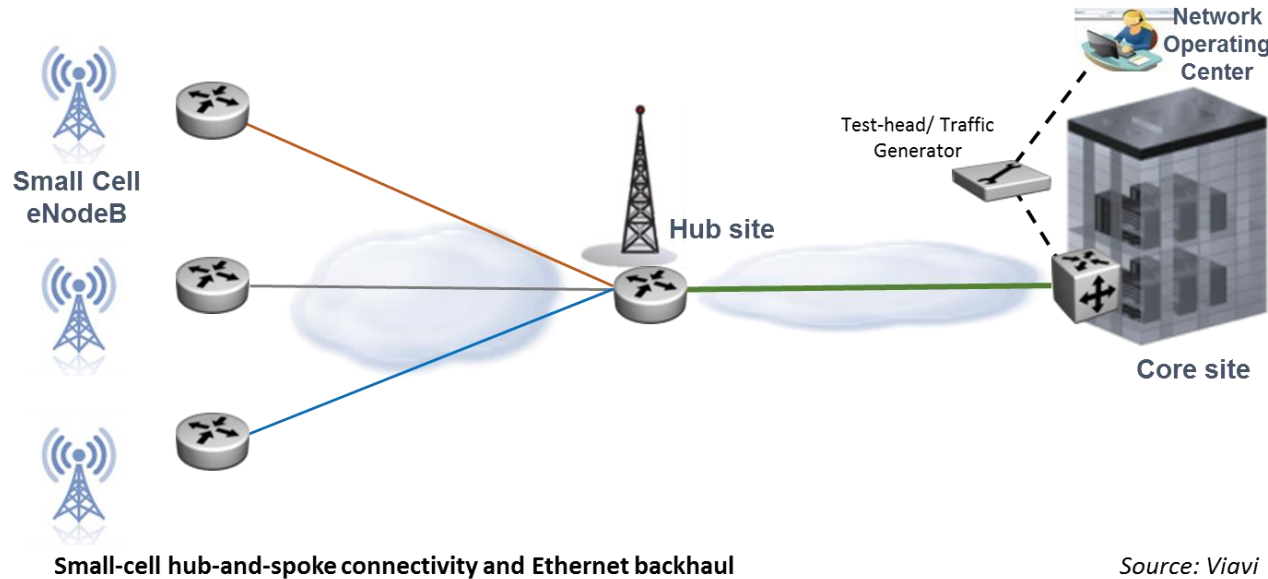 Network
Operating
Center
Test-head/ Traffic
Generator
Small Cell
eNodeB
Hub site
Core site
Small-cell hub-and-spoke connectivity and Ethernet backhaul
Source: Viavi